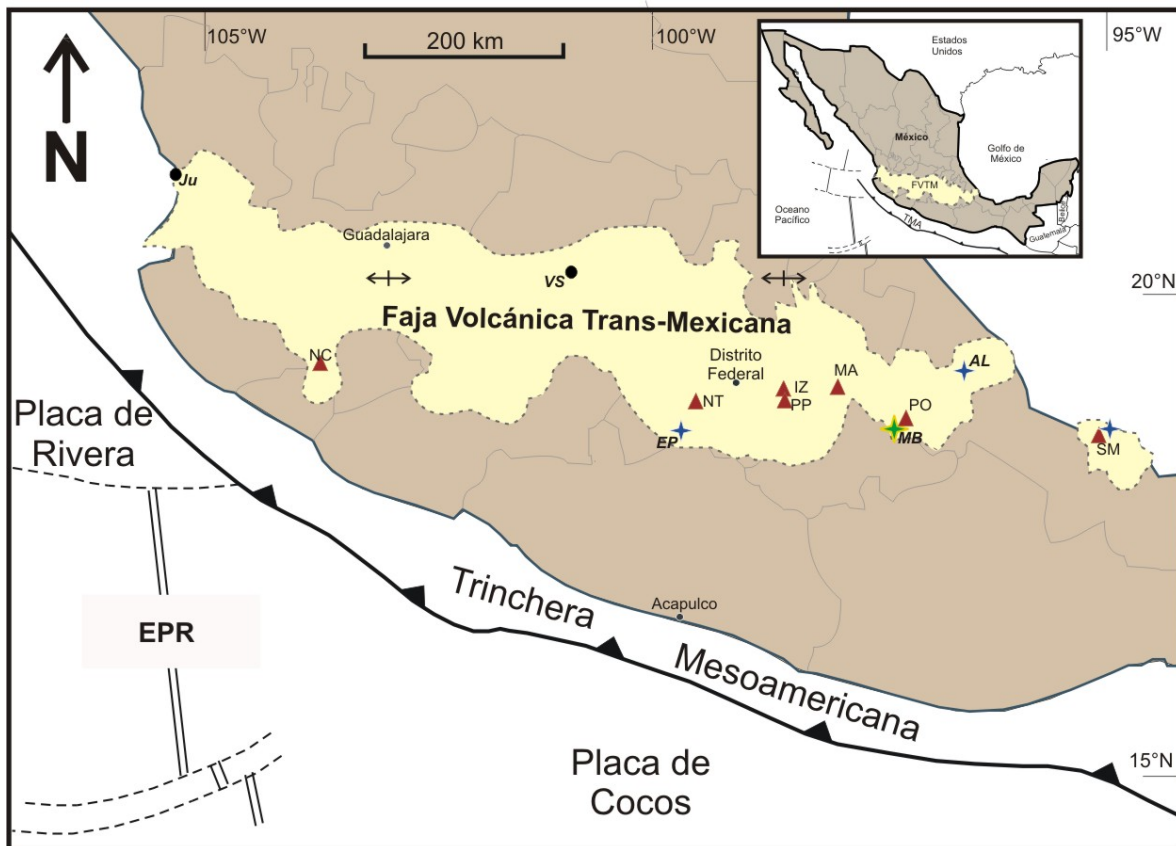 105°W
200 km
100°W
95°W
N
Estados
Unidos
México
Golfo de
México
FVTM
Oceano
Pacífico
TMA
Belice
Guatemala
Ju
Guadalajara
20°N
VS
Faja Volcánica Trans-Mexicana
NC
Distrito
Federal
AL
MA
IZ
NT
PP
PO
EP
MB
SM
Placa de
Rivera
Trinchera
Acapulco
EPR
Mesoamericana
15°N
Placa de
Cocos